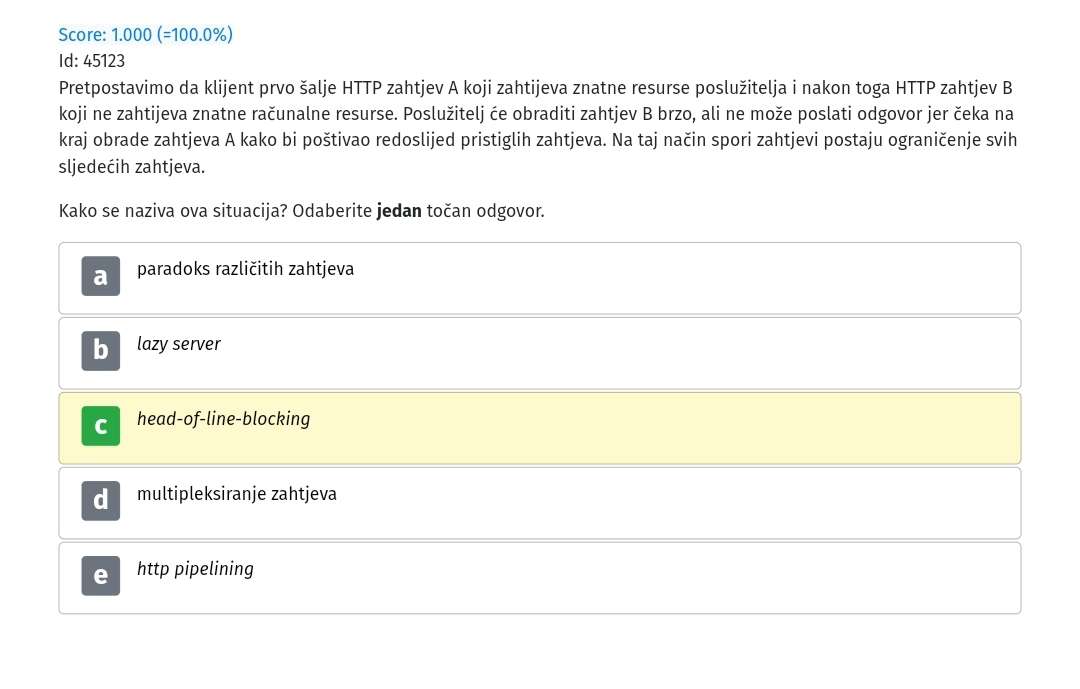 Score: 1.000 (=100.0%)
Id: 45123
Pretpostavimo da klijent prvo šalje HTTP zahtjev A koji zahtijeva znatne resurse poslužitelja i nakon toga HTTP zahtjev B
koji ne zahtijeva znatne računalne resurse. Poslužitelj će obraditi zahtjev B brzo, ali ne može poslati odgovor jer čeka na
kraj obrade zahtjeva A kako bi poštivao redoslijed pristiglih zahtjeva. Na taj način spori zahtjevi postaju ograničenje svih
sljedećih zahtjeva.
Kako se naziva ova situacija? Odaberite jedan točan odgovor.
a paradoks različitih zahtjeva
b lazy server
c head-of-line-blocking
d multipleksiranje zahtjeva
e http pipelining